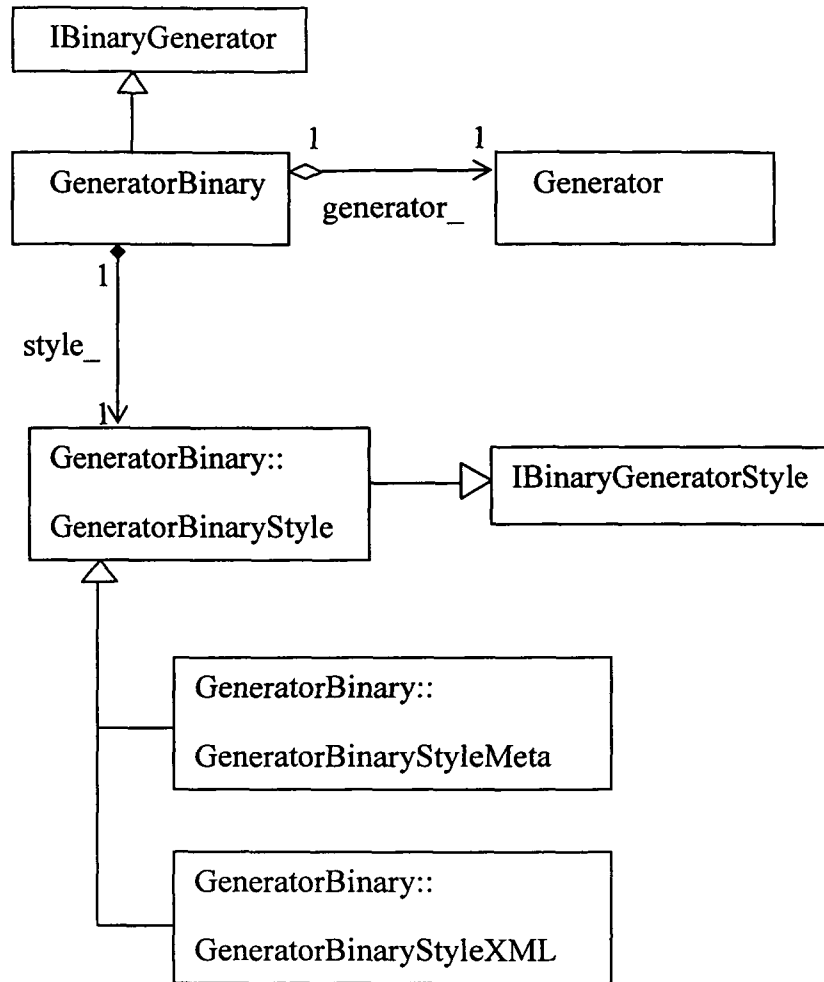 IBinaryGenerator
1 1
GeneratorBinary
Generator
generator_
1
style_
1
GeneratorBinary::
GeneratorBinaryStyle
IBinaryGeneratorStyle
GeneratorBinary::
GeneratorBinaryStyleMeta
GeneratorBinary::
GeneratorBinaryStyleXML